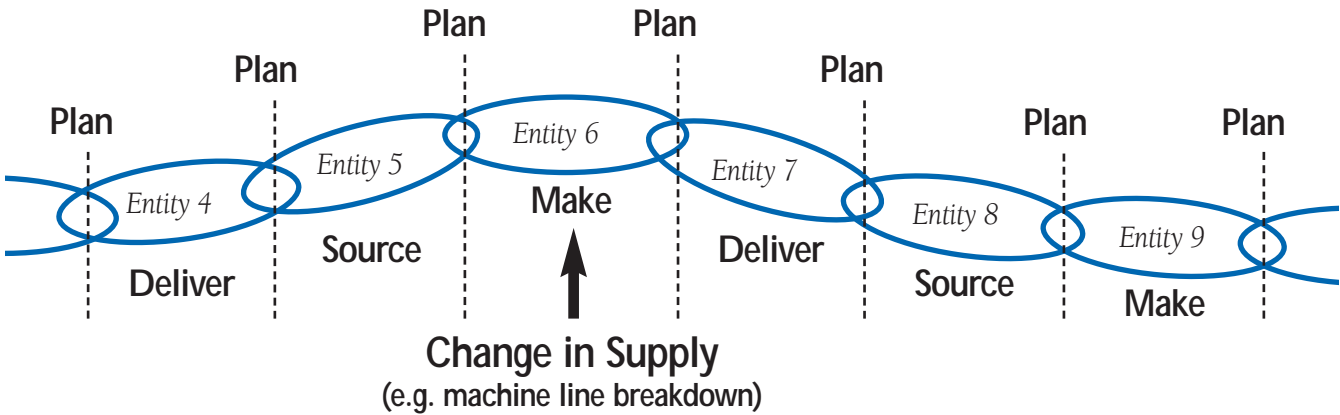 Plan
Plan
Plan
Plan
Plan
Plan
Plan
Entity 4
Entity 5
Entity 6
Entity 7
Entity 8
Entity 9
Deliver
Source
Make
Deliver
Source
Make
Change in Supply
(e.g. machine line breakdown)